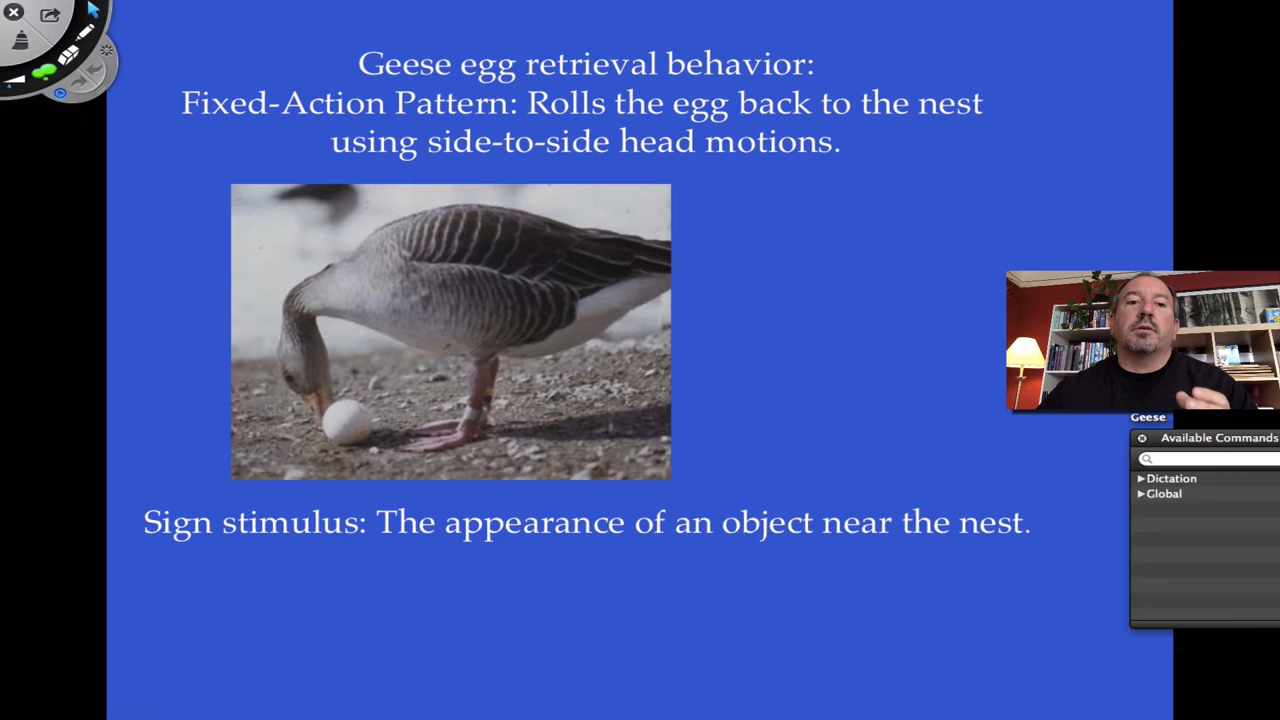 Geese egg retrieval behavior:
Fixed-Action Pattern: Rolls the egg back to the nest
using side-to-side head motions.
Geese
Available Commands
Dictation
Global
Sign stimulus: The appearance of an object near the nest.